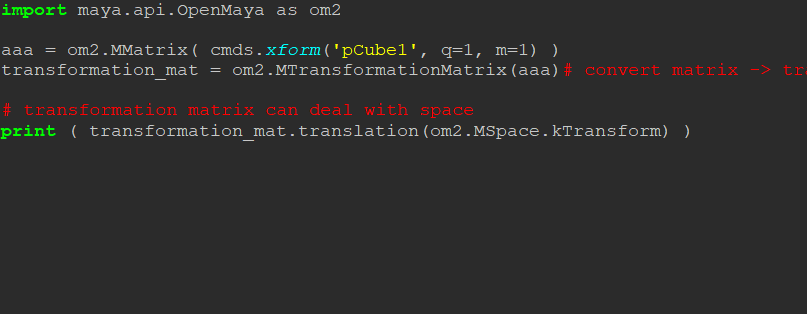 import maya.api.OpenMaya as om2
aaa = om2.MMatrix( cmds.xform('pCube1', q=1, m=1) )
transformation_mat = om2.MTransformationMatrix(aaa)# convert matrix -> tra
# transformation matrix can deal with space
print ( transformation_mat.translation(om2.MSpace.kTransform) )